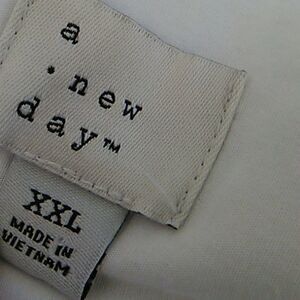 a
. new
day™
XXL
MADE IN
VIETNAM